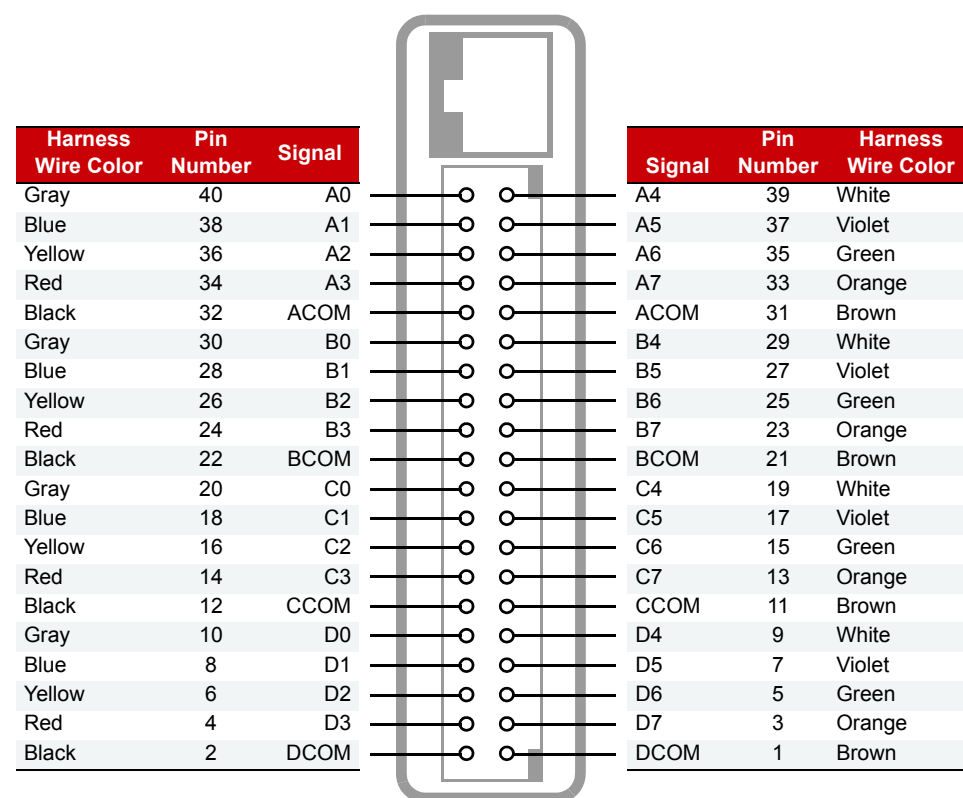 Harness Wire Color Pin Number Signal Signal Pin Number Harness Wire Color
Gray 40 A0 A4 39 White
Blue 38 A1 A5 37 Violet
Yellow 36 A2 A6 35 Green
Red 34 A3 A7 33 Orange
Black 32 ACOM ACOM 31 Brown
Gray 30 B0 B4 29 White
Blue 28 B1 B5 27 Violet
Yellow 26 B2 B6 25 Green
Red 24 B3 B7 23 Orange
Black 22 BCOM BCOM 21 Brown
Gray 20 C0 C4 19 White
Blue 18 C1 C5 17 Violet
Yellow 16 C2 C6 15 Green
Red 14 C3 C7 13 Orange
Black 12 CCOM CCOM 11 Brown
Gray 10 D0 D4 9 White
Blue 8 D1 D5 7 Violet
Yellow 6 D2 D6 5 Green
Red 4 D3 D7 3 Orange
Black 2 DCOM DCOM 1 Brown